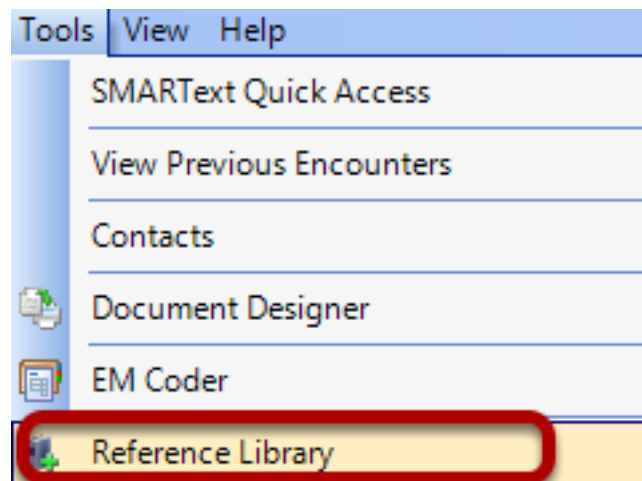 Tools View Help
SMARText Quick Access
View Previous Encounters
Contacts
Document Designer
EM Coder
Reference Library